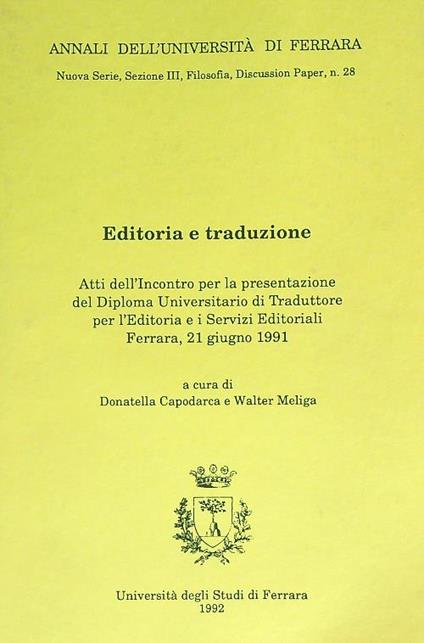 ANNALI DELL'UNIVERSITÀ DI FERRARA
Nuova Serie, Sezione III, Filosofia, Discussion Paper, n. 28
Editoria e traduzione
Atti dell'Incontro per la presentazione
del Diploma Universitario di Traduttore
per l'Editoria e i Servizi Editoriali
Ferrara, 21 giugno 1991
a cura di
Donatella Capodarca e Walter Meliga
Università degli Studi di Ferrara
1992